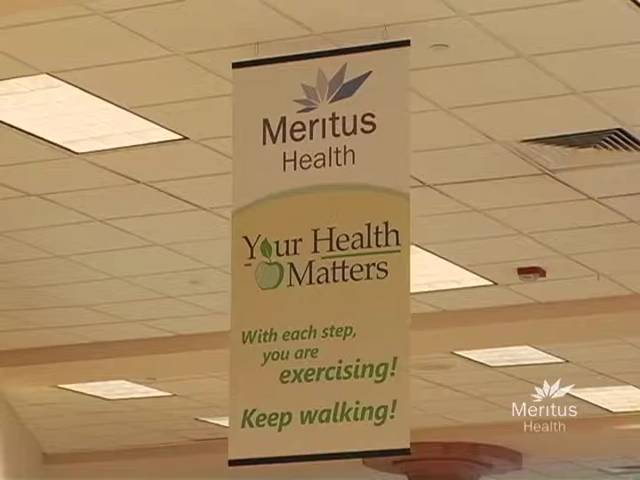 Meritus
Health
Your Health
Matters
With each step,
you are
exercising!
Keep walking!
Meritus
Health